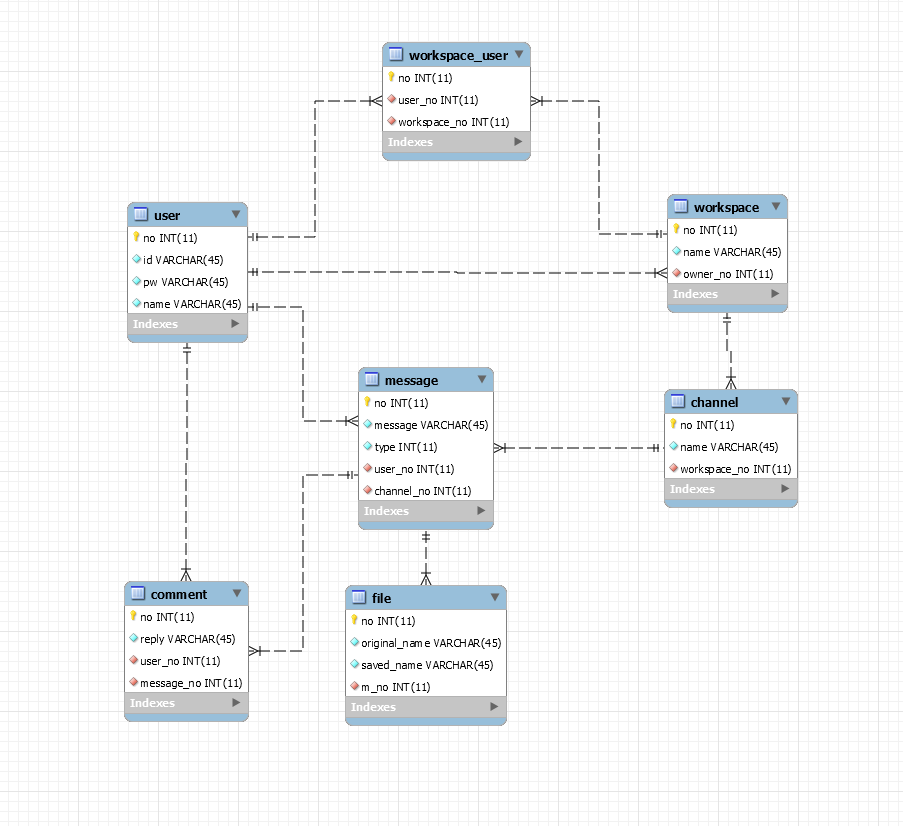 workspace_user
no INT(11)
user_no INT(11)
workspace_no INT(11)
Indexes
user
no INT(11)
id VARCHAR(45)
pw VARCHAR(45)
name VARCHAR(45)
Indexes
workspace
no INT(11)
name VARCHAR(45)
owner_no INT(11)
Indexes
message
no INT(11)
message VARCHAR(45)
type INT(11)
user_no INT(11)
channel_no INT(11)
Indexes
channel
no INT(11)
name VARCHAR(45)
workspace_no INT(11)
Indexes
comment
no INT(11)
reply VARCHAR(45)
user_no INT(11)
message_no INT(11)
Indexes
file
no INT(11)
original_name VARCHAR(45)
saved_name VARCHAR(45)
m_no INT(11)
Indexes